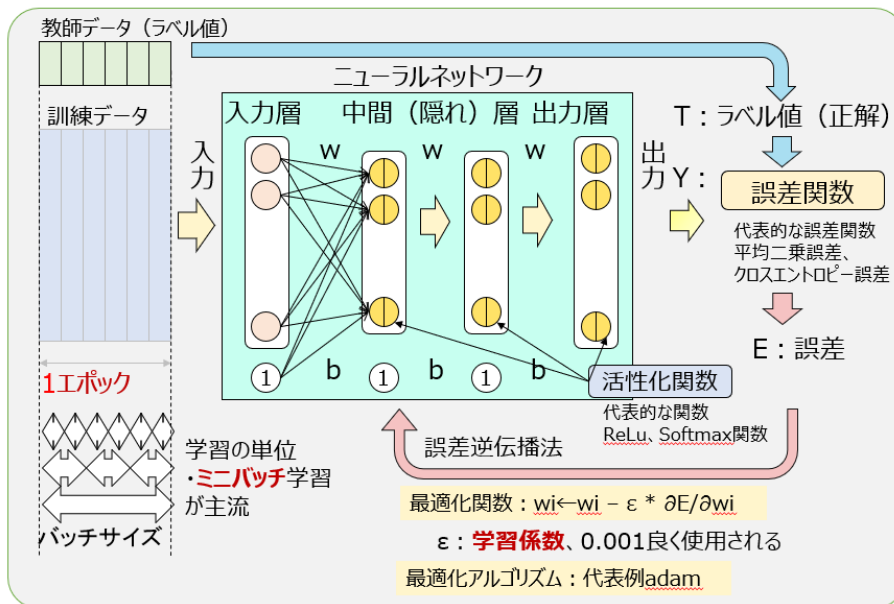 教師データ（ラベル値）
ニューラルネットワーク
訓練データ
入力層
中間（隠れ）層
出力層
T：ラベル値（正解）
入力
w
w
w
出力
Y：
誤差関数
代表的な誤差関数
平均二乗誤差、
クロスエントロピー誤差
E：誤差
1
b
1
b
1
b
活性化関数
代表的な関数
ReLu、Softmax関数
1エポック
学習の単位
・ミニバッチ学習
が主流
バッチサイズ
誤差逆伝播法
最適化関数：wi←wi – ε * ∂E/∂wi
ε：学習係数、0.001良く使用される
最適化アルゴリズム：代表例adam